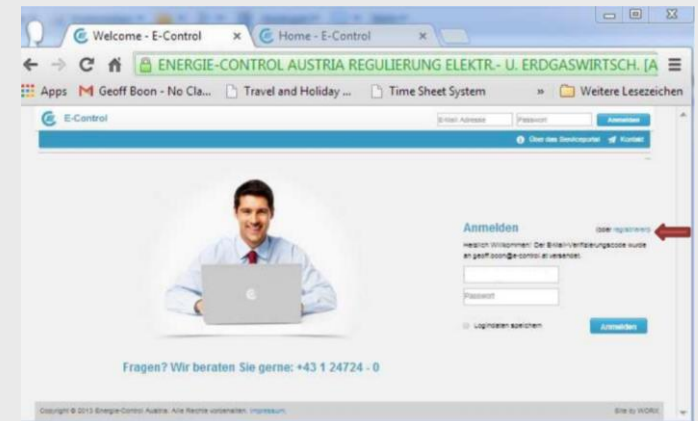 Welcome - E-Control
Home - E-Control
ENERGIE-CONTROL AUSTRIA REGULIERUNG ELEKTR.- U. ERDGASWIRTSCH. [A
Apps Geoff Boon - No Cla... Travel and Holiday ... Time Sheet System » Weitere Lesezeichen
E-Control
E-Mail Adresse Passwort Anmelden
Über das Serviceportal Kontakt
Anmelden (oder registrieren)
Herzlich Willkommen! Der EMail-Verifizierungscode wurde
an geoff.boon@e-control.at versendet.
Passwort
Logindaten speichern Anmelden
Fragen? Wir beraten Sie gerne: +43 1 24724 - 0
Copyright © 2013 Energie-Control Austria. Alle Rechte vorbehalten. Impressum. Site by WORX.